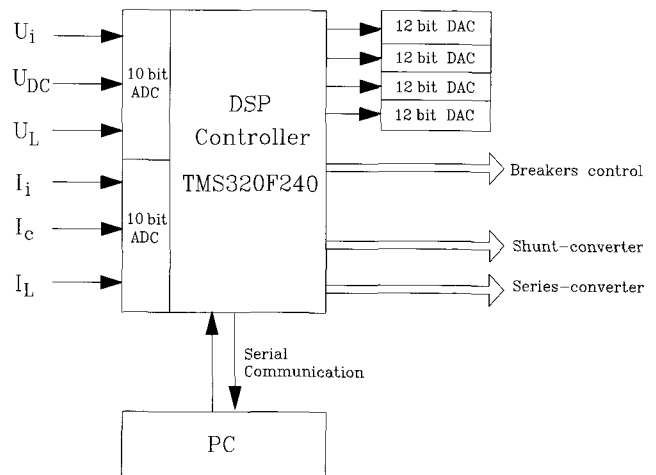 U_i
U_DC
U_L
I_i
I_c
I_L
10 bit
ADC
10 bit
ADC
DSP
Controller
TMS320F240
12 bit DAC
12 bit DAC
12 bit DAC
12 bit DAC
Breakers control
Shunt-converter
Series-converter
Serial
Communication
PC